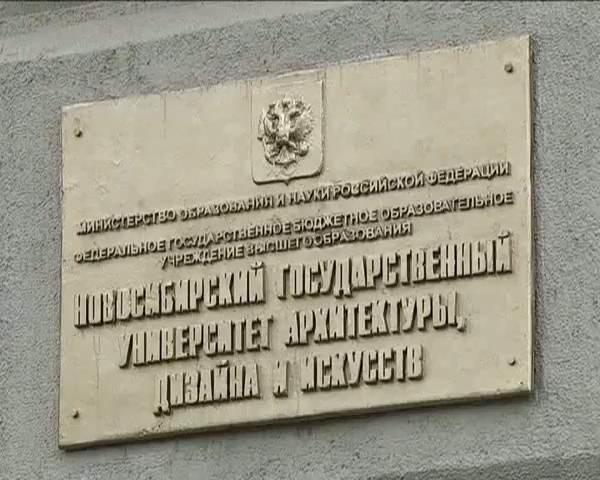 МИНИСТЕРСТВО ОБРАЗОВАНИЯ И НАУКИ РОССИЙСКОЙ ФЕДЕРАЦИИ
ФЕДЕРАЛЬНОЕ ГОСУДАРСТВЕННОЕ БЮДЖЕТНОЕ ОБРАЗОВАТЕЛЬНОЕ
УЧРЕЖДЕНИЕ ВЫСШЕГО ОБРАЗОВАНИЯ
НОВОСИБИРСКИЙ ГОСУДАРСТВЕННЫЙ
УНИВЕРСИТЕТ АРХИТЕКТУРЫ,
ДИЗАЙНА И ИСКУССТВ